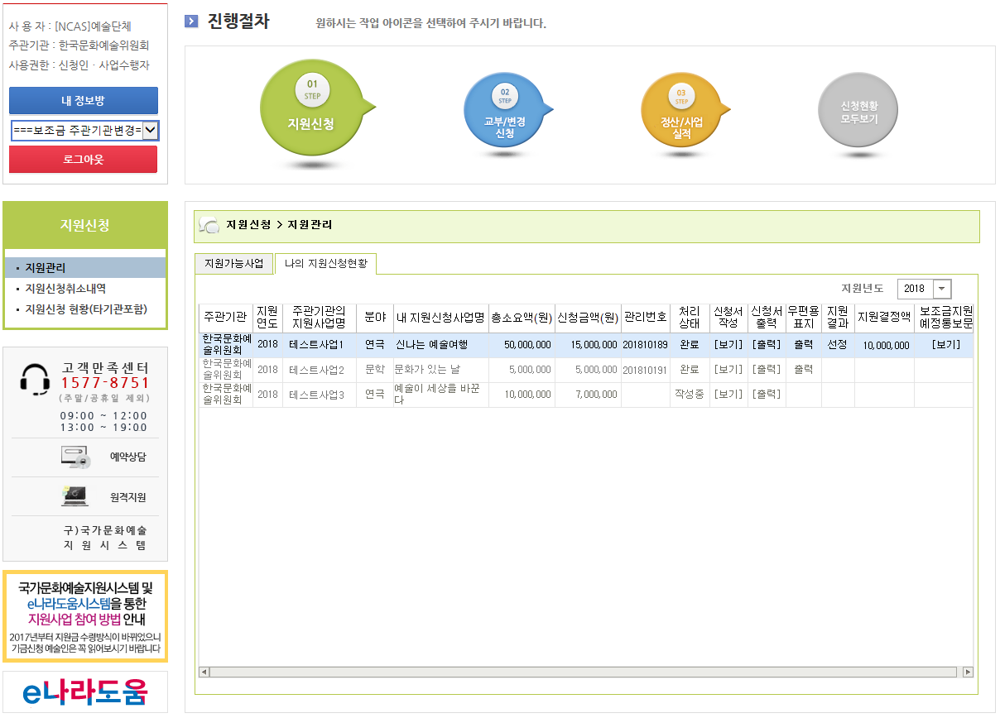 사 용 자 : [NCAS]예술단체
주관기관 : 한국문화예술위원회
사용권한 : 신청인 · 사업수행자
내 정보방
===보조금 주관기관변경=
로그아웃
진행절차
원하시는 작업 아이콘을 선택하여 주시기 바랍니다.
01
STEP
지원신청
02
STEP
교부/변경
신청
03
STEP
정산/사업
실적
신청현황
모두보기
지원신청
지원관리
지원신청취소내역
지원신청 현황(타기관포함)
고객만족센터
1577-8751
(주말/공휴일 제외)
09:00 ~ 12:00
13:00 ~ 19:00
예약상담
원격지원
구)국가문화예술
지 원 시 스 템
국가문화예술지원시스템 및
e나라도움시스템을 통한
지원사업 참여 방법 안내
2017년부터 지원금 수령방식이 바뀌었으니
기금신청 예술인은 꼭 읽어보시기 바랍니다
e나라도움
지원신청 > 지원관리
지원가능사업 나의 지원신청현황
지원년도 2018
주관기관 지원년도 주관기관의 지원사업명 분야 내 지원신청사업명 총소요액(원) 신청금액(원) 관리번호 처리상태 신청서작성 신청서출력 우편용표지 지원결과 지원결정액 보조금지원예정통보문
한국문화예술위원회 2018 테스트사업1 연극 신나는 예술여행 50,000,000 15,000,000 201810189 완료 [보기] [출력] 출력 선정 10,000,000 [보기]
한국문화예술위원회 2018 테스트사업2 문학 문화가 있는 날 5,000,000 5,000,000 201810191 완료 [보기] [출력] 출력
한국문화예술위원회 2018 테스트사업3 연극 예술이 세상을 바꾼다 10,000,000 7,000,000 작성중 [보기] [출력]